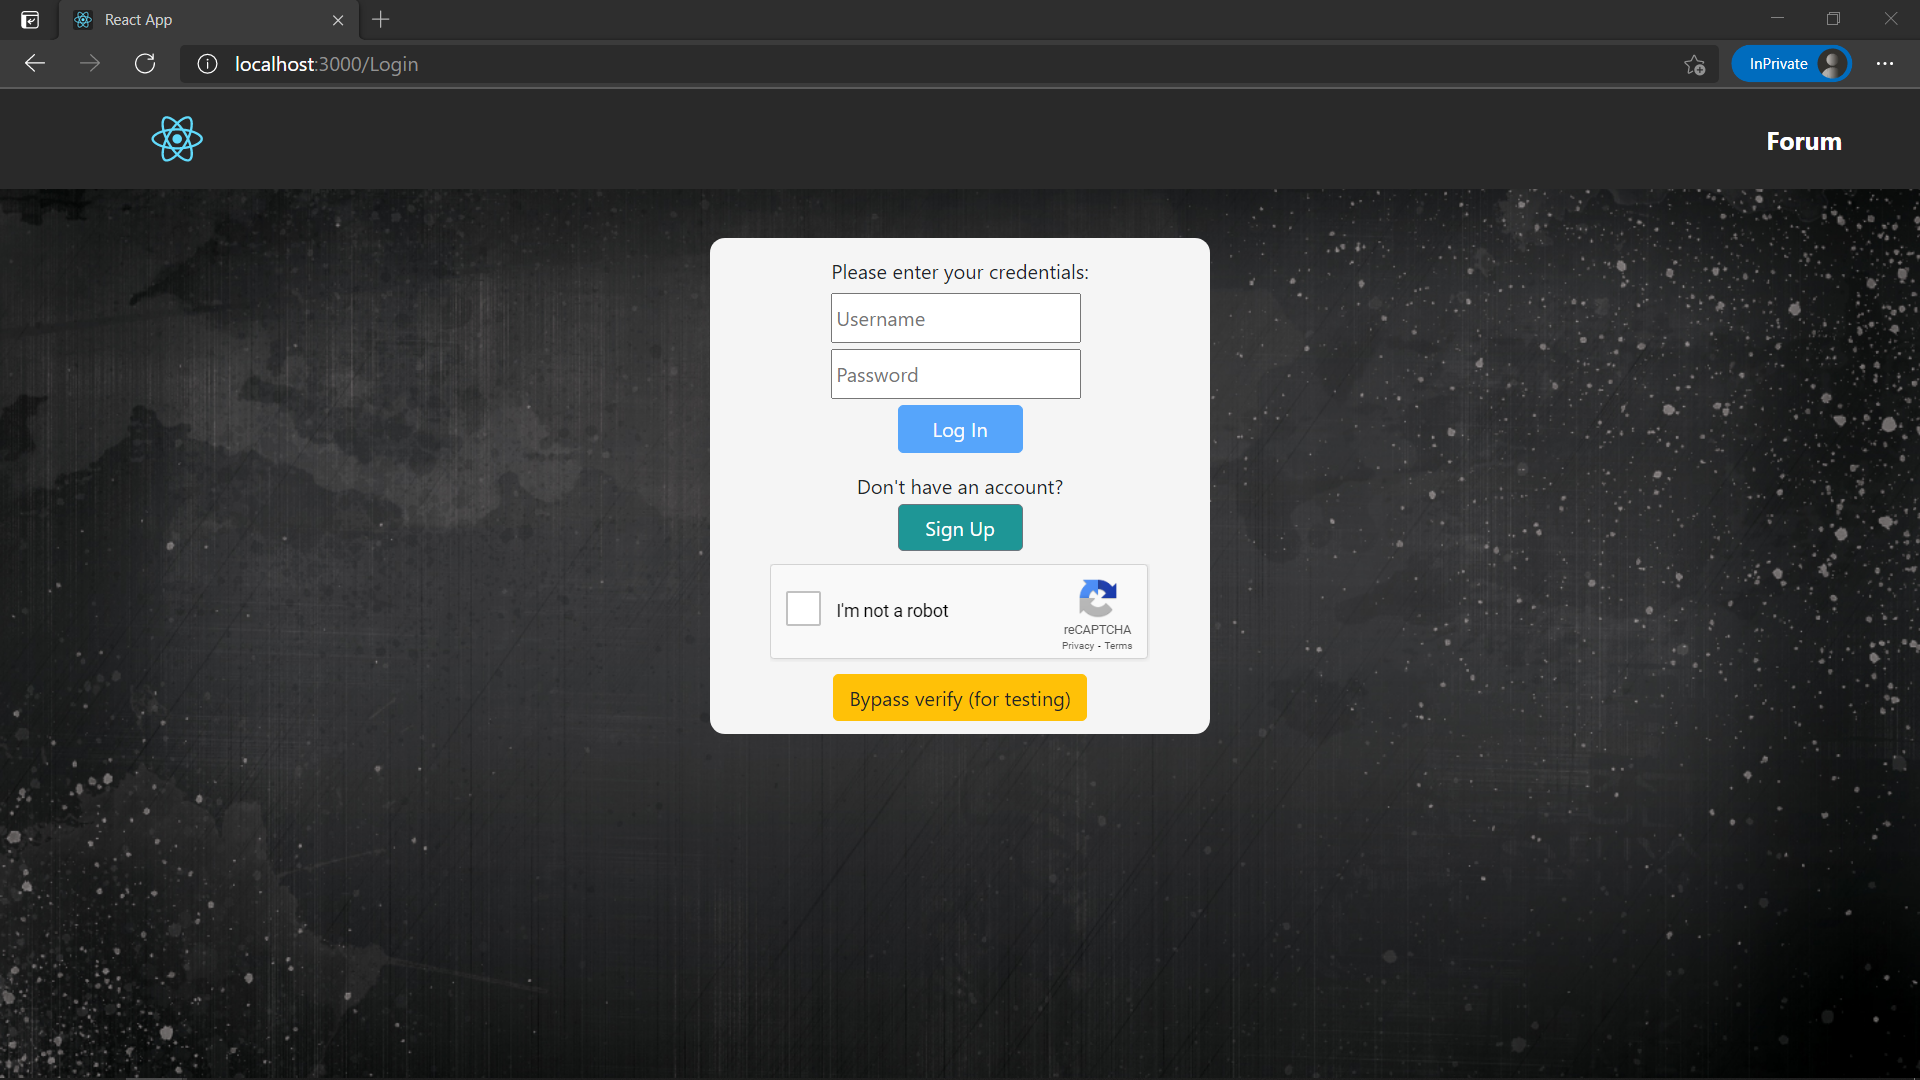 React App
localhost:3000/Login
InPrivate
Forum
Please enter your credentials:
Username
Password
Log In
Don't have an account?
Sign Up
I'm not a robot
reCAPTCHA
Privacy - Terms
Bypass verify (for testing)